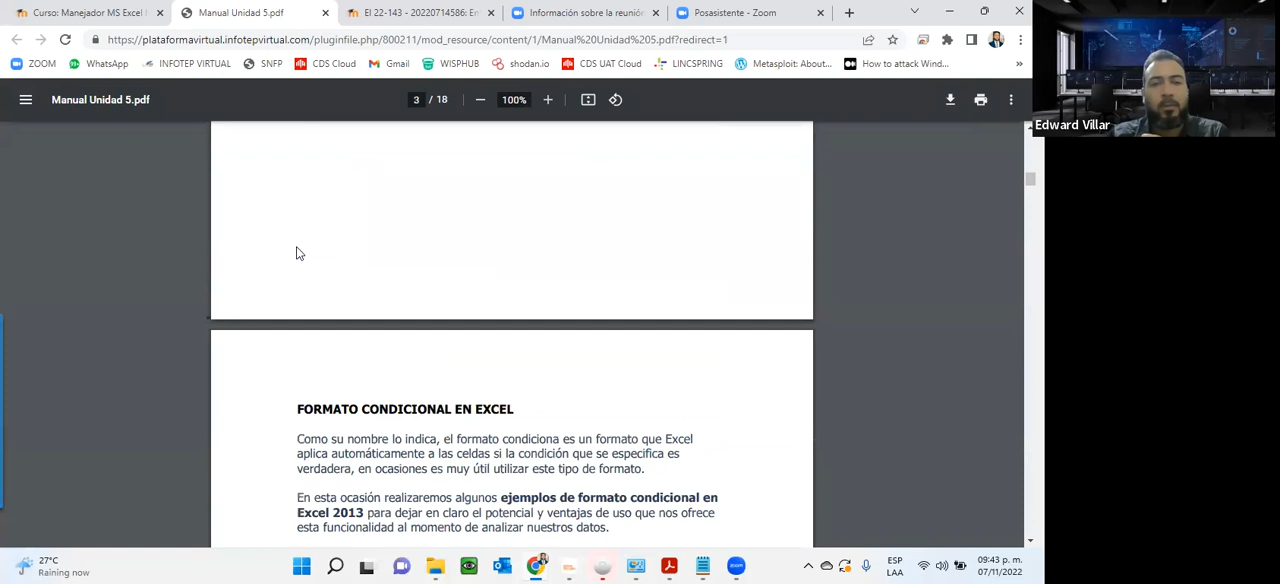 Curso: Manejador MS Excel
Manual Unidad 5.pdf
El 22-143 - 20220714586: E
Información sobre la reunión
Posasistente - Zoom
https://plataformavirtual.infotepvirtual.com/pluginfile.php/800211/mod_resource/content/1/Manual%20Unidad%205.pdf?redirect=1
ZOOM
WhatsApp
INFOTEP VIRTUAL
SNFP
CDS Cloud
Gmail
WISPHUB
shodan.io
CDS UAT Cloud
LINCSPRING
Metasploit: About...
How to attack Wind...
»
Manual Unidad 5.pdf
3 / 18
100%
Edward Villar
FORMATO CONDICIONAL EN EXCEL
Como su nombre lo indica, el formato condiciona es un formato que Excel
aplica automáticamente a las celdas si la condición que se especifica es
verdadera, en ocasiones es muy útil utilizar este tipo de formato.
En esta ocasión realizaremos algunos ejemplos de formato condicional en
Excel 2013 para dejar en claro el potencial y ventajas de uso que nos ofrece
esta funcionalidad al momento de analizar nuestros datos.
27°C
Raining now
zoom
ESP
LAA
09:43 p. m.
07/11/2022